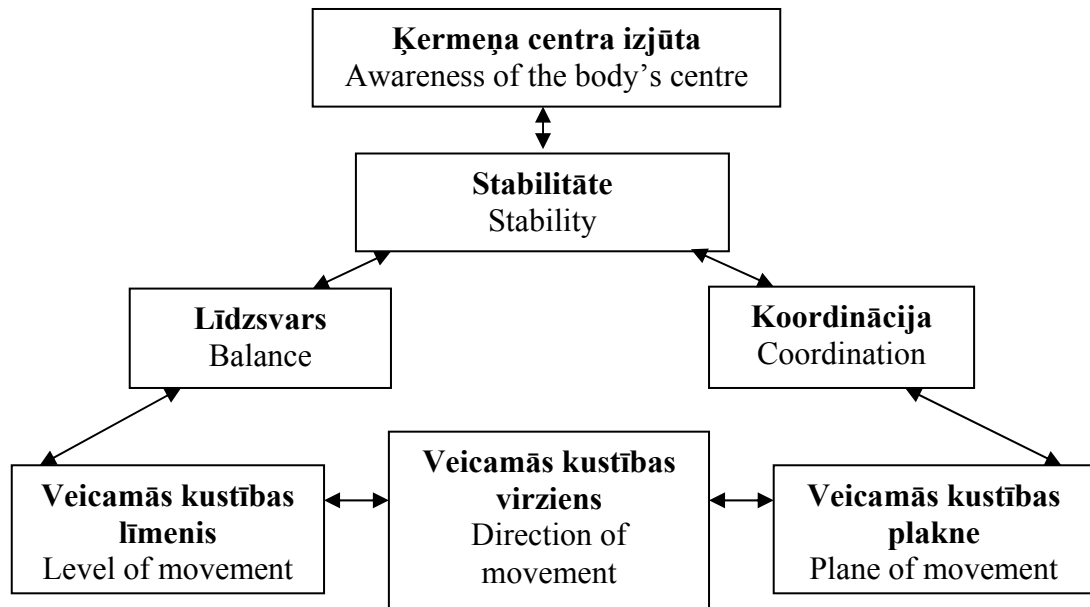 Ķermeņa centra izjūta
Awareness of the body’s centre
Stabilitāte
Stability
Līdzsvars
Balance
Koordinācija
Coordination
Veicamās kustības
līmenis
Level of movement
Veicamās kustības
virziens
Direction of
movement
Veicamās kustības
plakne
Plane of movement